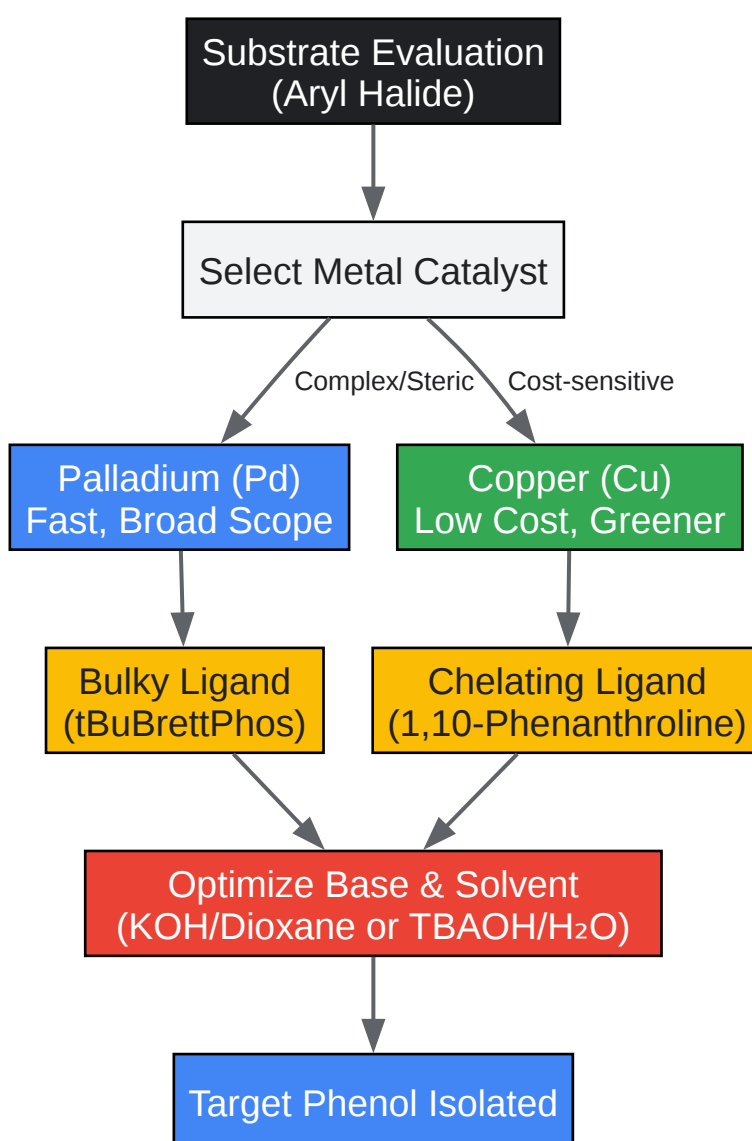 Substrate Evaluation
(Aryl Halide)
Select Metal Catalyst
Complex/Steric
Cost-sensitive
Palladium (Pd)
Fast, Broad Scope
Copper (Cu)
Low Cost, Greener
Bulky Ligand
(tBuBrettPhos)
Chelating Ligand
(1,10-Phenanthroline)
Optimize Base & Solvent
(KOH/Dioxane or TBAOH/H₂O)
Target Phenol Isolated